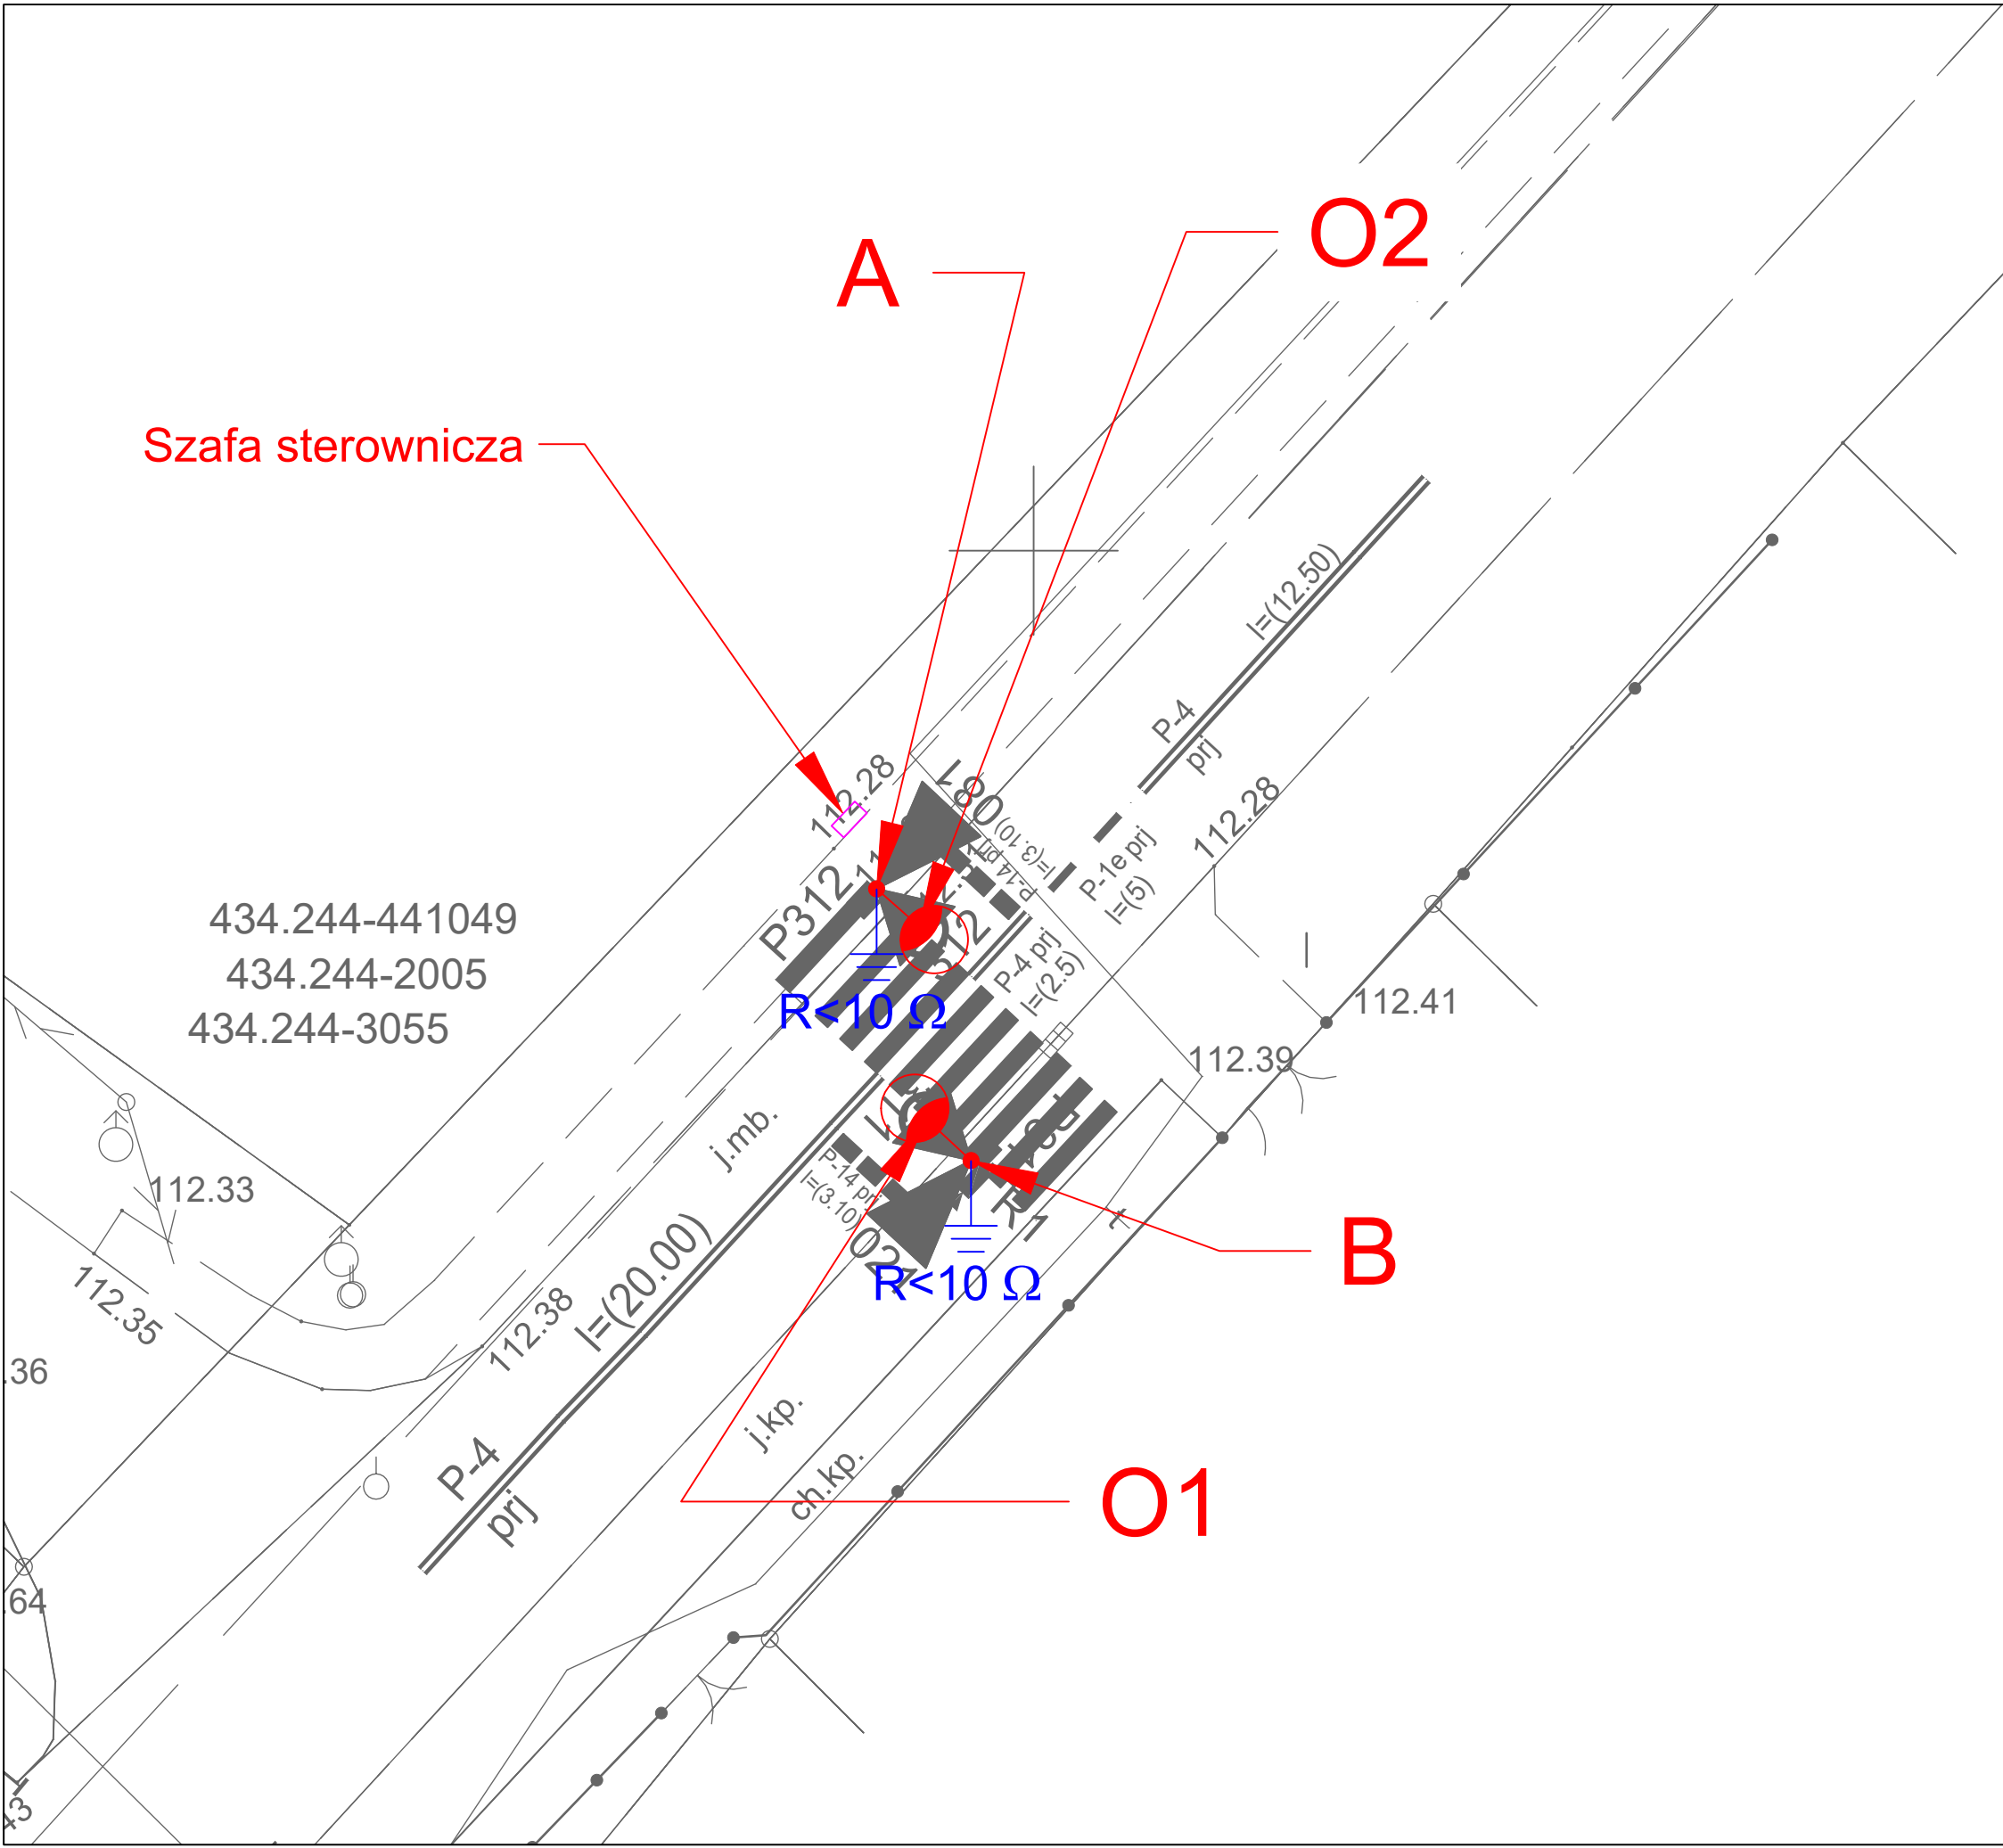 O2
A
Szafa sterownicza
l=(12.50)
P-4
prj
112.28
112.28
780
l=(3.10)
P-14 prj
P-1e prj
l=(5)
P312
434.244-441049
434.244-2005
434.244-3055
P-4 prj
l=(2.5)
R<10 Ω
112.41
112.39
j.mb.
112.33
P-14 prj
l=(3.10)
t
B
R<10 Ω
l=(20.00)
112.35
112.38
.36
j.kp.
ch.kp.
P-4
prj
O1
.64
43